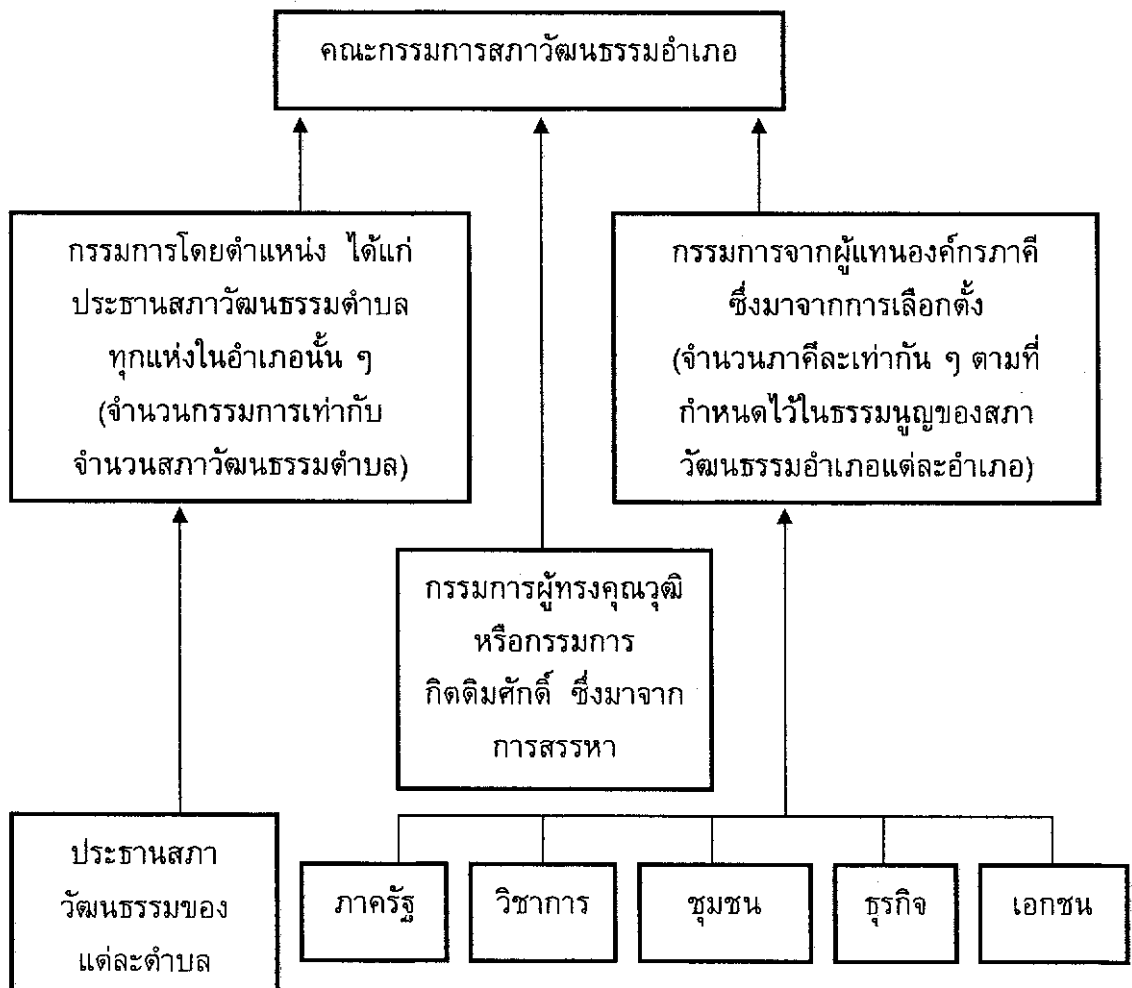 คณะกรรมการสภาวัฒนธรรมอำเภอ
กรรมการโดยตำแหน่ง ได้แก่
ประธานสภาวัฒนธรรมตำบล
ทุกแห่งในอำเภอนั้น ๆ
(จำนวนกรรมการเท่ากับ
จำนวนสภาวัฒนธรรมตำบล)
กรรมการจากผู้แทนองค์กรภาคี
ซึ่งมาจากการเลือกตั้ง
(จำนวนภาคีละเท่ากัน ๆ ตามที่
กำหนดไว้ในธรรมนูญของสภา
วัฒนธรรมอำเภอแต่ละอำเภอ)
กรรมการผู้ทรงคุณวุฒิ
หรือกรรมการ
กิตติมศักดิ์ ซึ่งมาจาก
การสรรหา
ประธานสภา
วัฒนธรรมของ
แต่ละตำบล
ภาครัฐ
วิชาการ
ชุมชน
ธุรกิจ
เอกชน